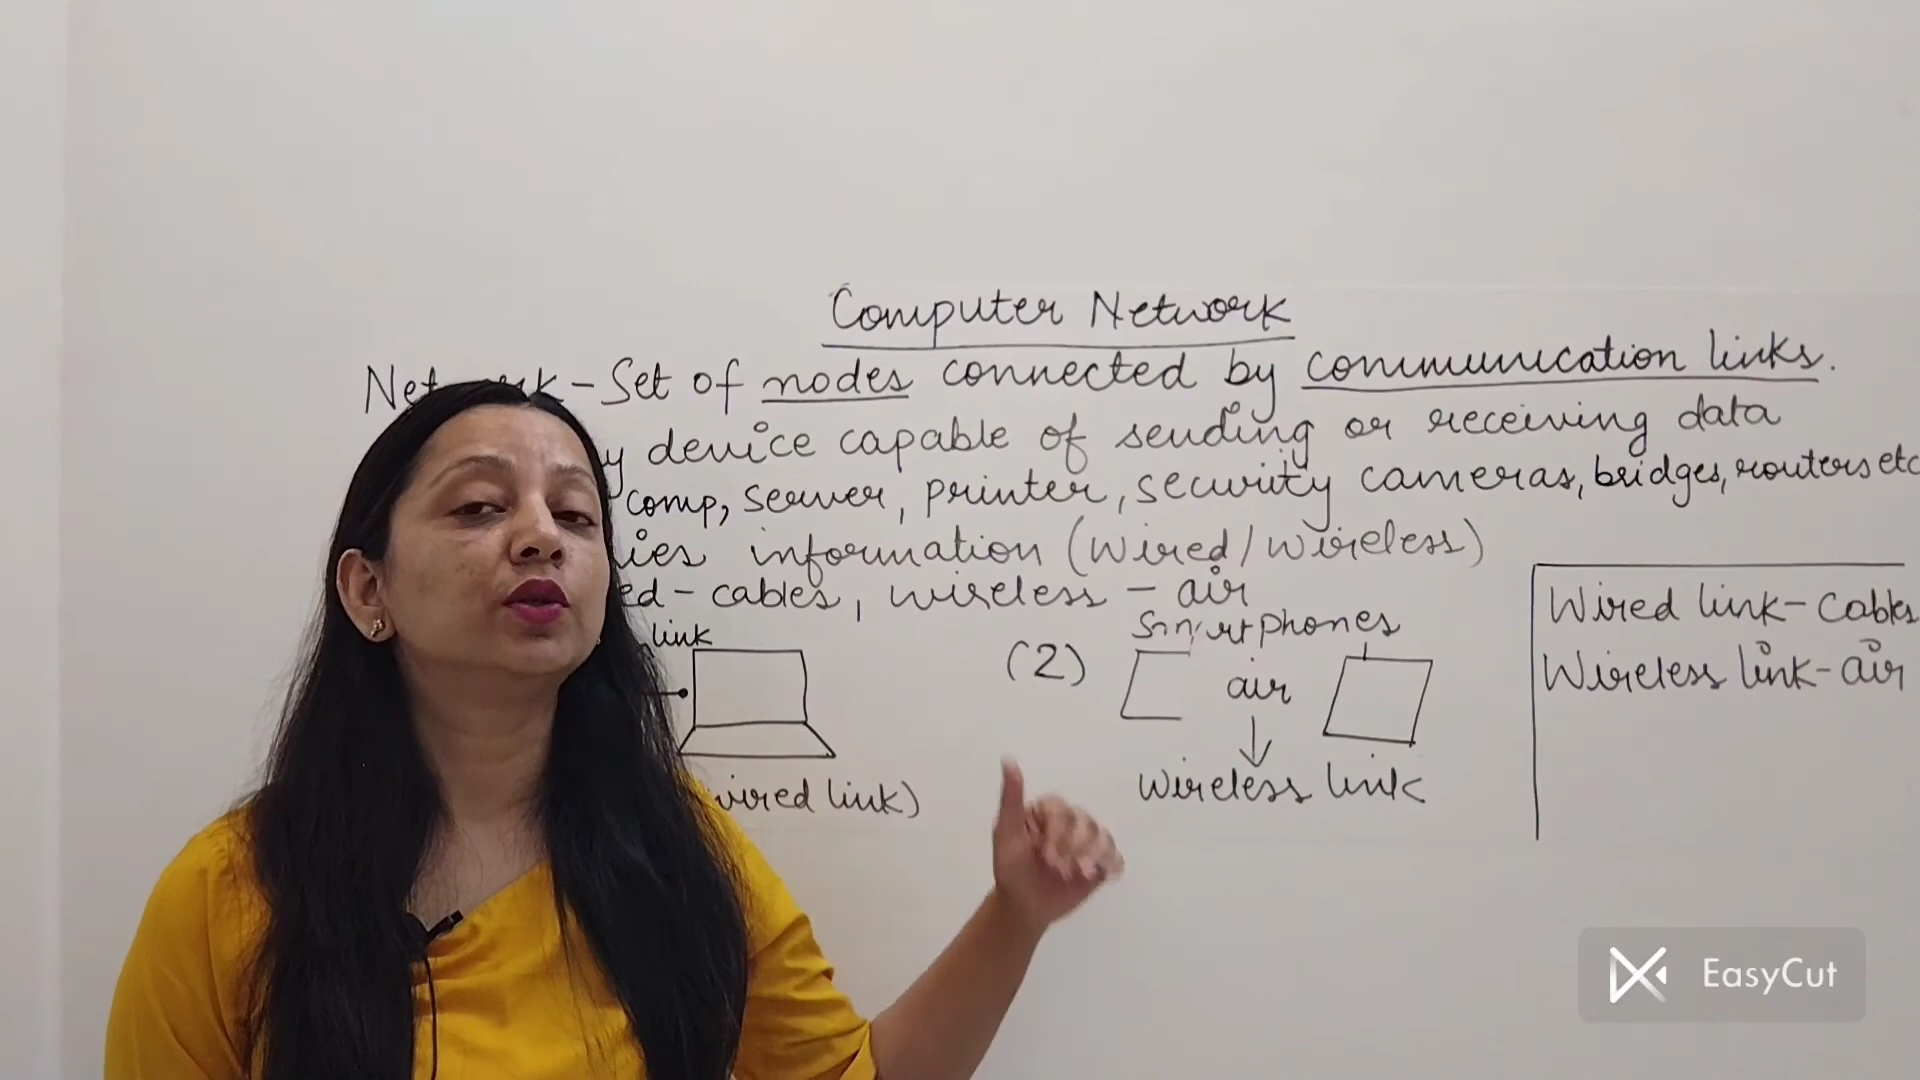 Computer Network
Network - Set of nodes connected by communication links.
y device capable of sending or receiving data
comp, server, printer, security cameras, bridges, routers etc
ies information (wired/wireless)
ed - cables, wireless - air
link
(2)
Smartphones
air
Wireless link
wired link)
Wired link - cables
Wireless link - air
EasyCut